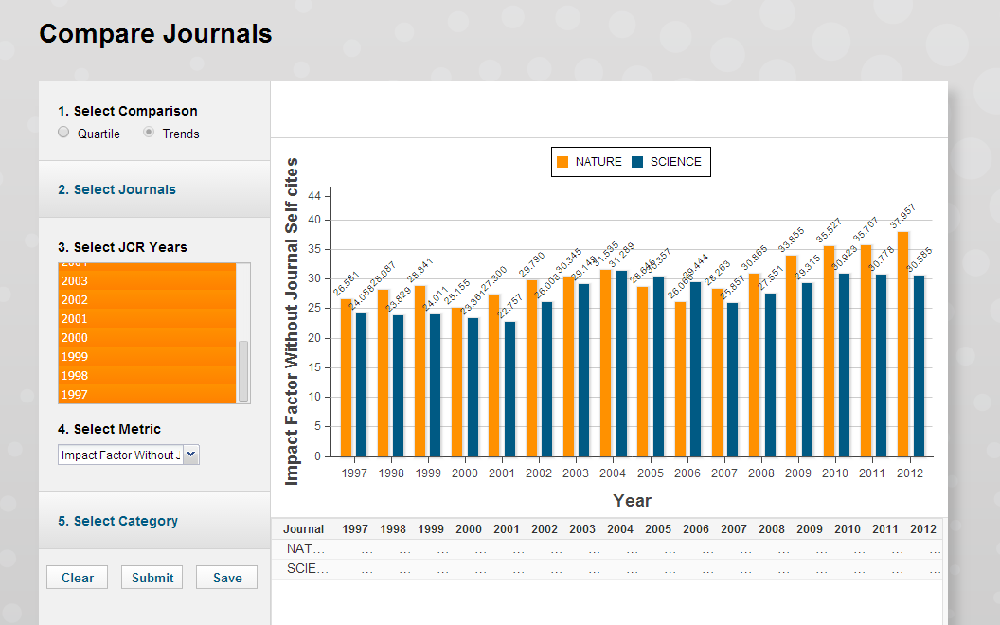 Compare Journals
1. Select Comparison
Quartile Trends
2. Select Journals
3. Select JCR Years
2003
2002
2001
2000
1999
1998
1997
4. Select Metric
Impact Factor Without
5. Select Category
Clear Submit Save
NATURE SCIENCE
Impact Factor Without Journal Self cites
44
40
35
30
25
20
15
10
5
0
26.581 28.087 28.841 25.155 27.300 29.790 30.345 31.535 28.646 28.263 30.865 33.855 35.527 35.707 37.957
24.088 23.829 24.011 23.361 22.757 26.008 29.149 31.289 30.357 29.444 25.857 27.551 29.315 30.923 30.778 30.585
1997 1998 1999 2000 2001 2002 2003 2004 2005 2006 2007 2008 2009 2010 2011 2012
Year
Journal 1997 1998 1999 2000 2001 2002 2003 2004 2005 2006 2007 2008 2009 2010 2011 2012
NAT... ... ... ... ... ... ... ... ... ... ... ... ... ... ... ... ...
SCIE... ... ... ... ... ... ... ... ... ... ... ... ... ... ... ... ...